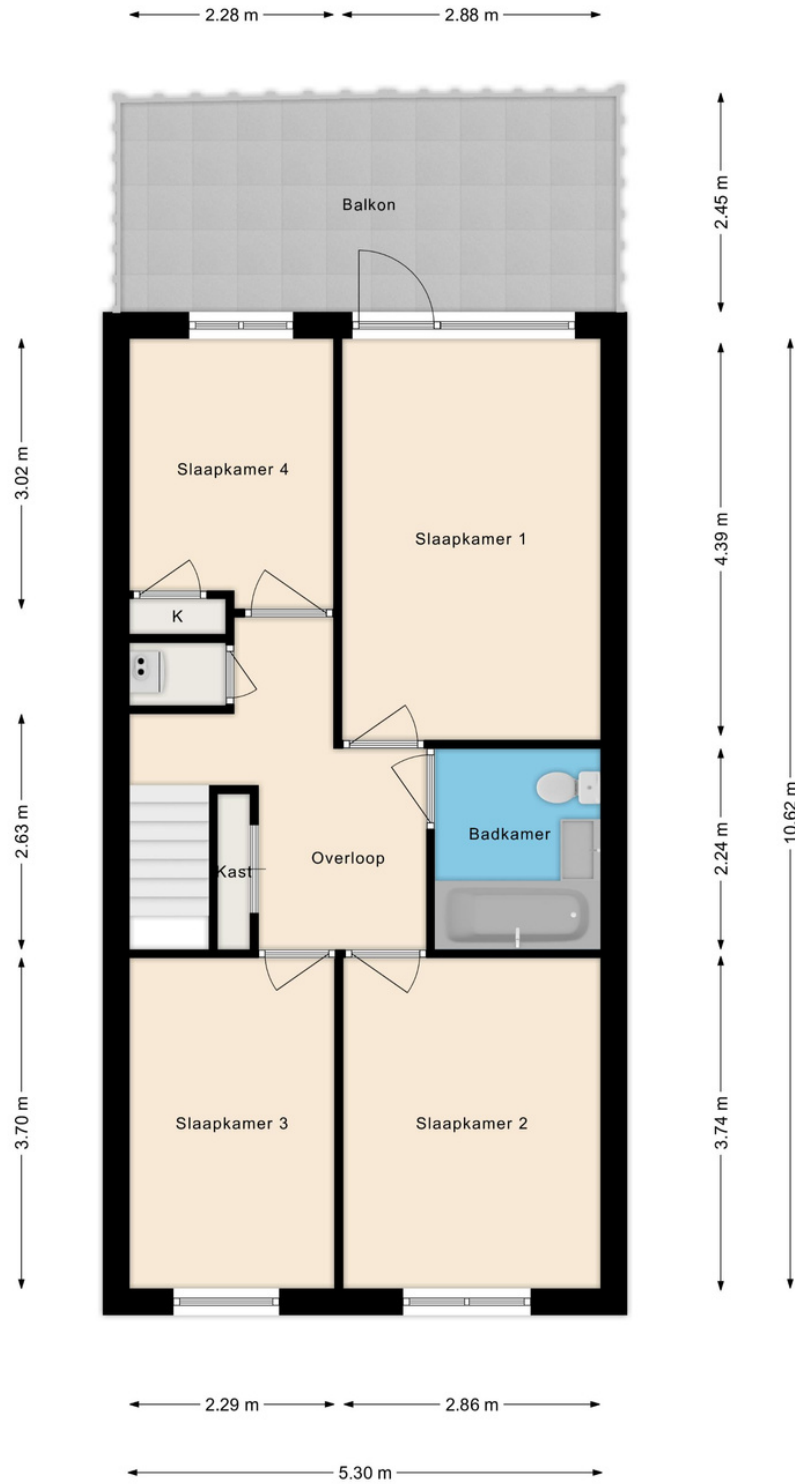 2.28 m
2.88 m
Balkon
2.45 m
Slaapkamer 4
3.02 m
Slaapkamer 1
4.39 m
K
2.63 m
Kast
Overloop
Badkamer
2.24 m
10.62 m
Slaapkamer 3
3.70 m
Slaapkamer 2
3.74 m
2.29 m
2.86 m
5.30 m